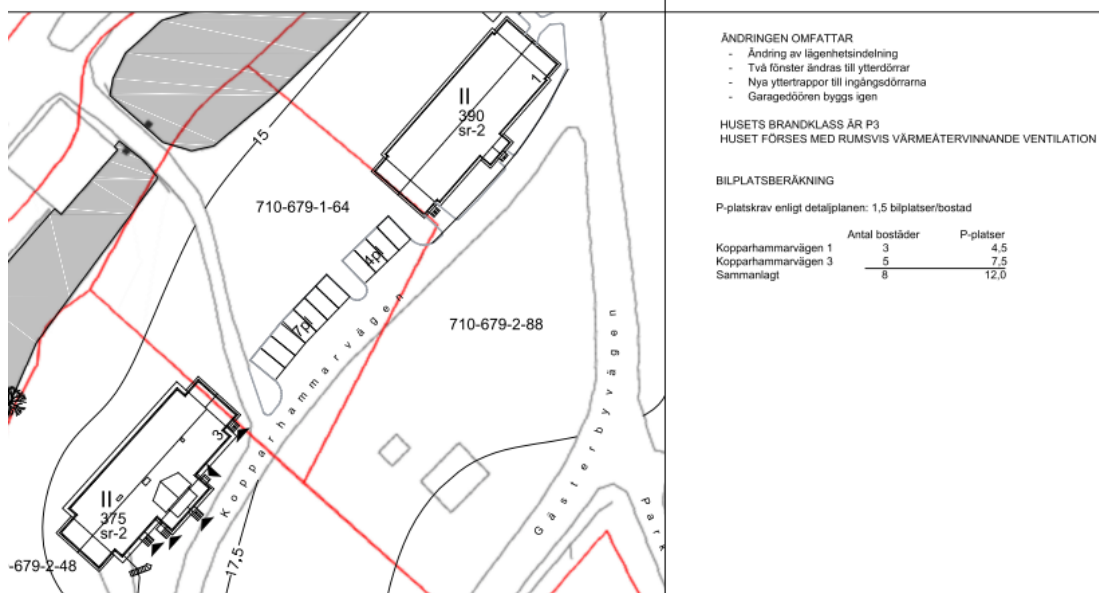 ÄNDRINGEN OMFATTAR
- Ändring av lägenhetsindelning
- Två fönster ändras till ytterdörrar
- Nya yttertrappor till ingångsdörrarna
- Garagedöören byggs igen
HUSETS BRANDKLASS ÄR P3
HUSET FÖRSES MED RUMSVIS VÄRMEÅTERVINNANDE VENTILATION
BILPLATSBERÄKNING
P-platskrav enligt detaljplanen: 1,5 bilplatser/bostad
Antal bostäder P-platser
Kopparhammarvägen 1 3 4,5
Kopparhammarvägen 3 5 7,5
Sammanlagt 8 12,0
1
II
390
sr-2
15
710-679-1-64
4pl
7pl
710-679-2-88
Kopparhammarvägen
Gästerbyvägen
Park
3
II
375
sr-2
-679-2-48
17,5